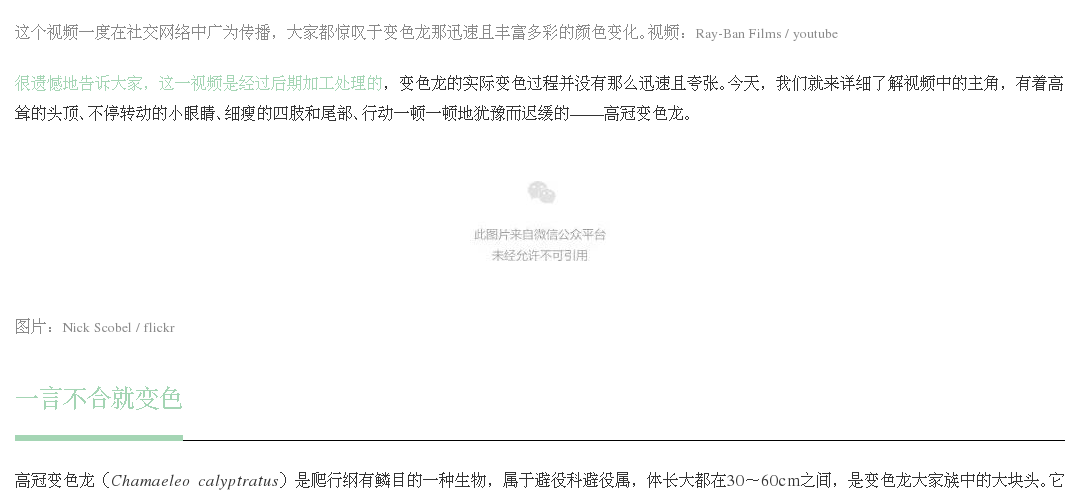 这个视频一度在社交网络中广为传播，大家都惊叹于变色龙那迅速且丰富多彩的颜色变化。视频：Ray-Ban Films / youtube
很遗憾地告诉大家，这一视频是经过后期加工处理的，变色龙的实际变色过程并没有那么迅速且夸张。今天，我们就来详细了解视频中的主角，有着高
耸的头顶、不停转动的小眼睛、细瘦的四肢和尾部、行动一顿一顿地犹豫而迟缓的——高冠变色龙。
此图片来自微信公众平台
未经允许不可引用
图片：Nick Scobel / flickr
一言不合就变色
高冠变色龙（Chamaeleo calyptratus）是爬行纲有鳞目的一种生物，属于避役科避役属，体长大都在30～60cm之间，是变色龙大家族中的大块头。它